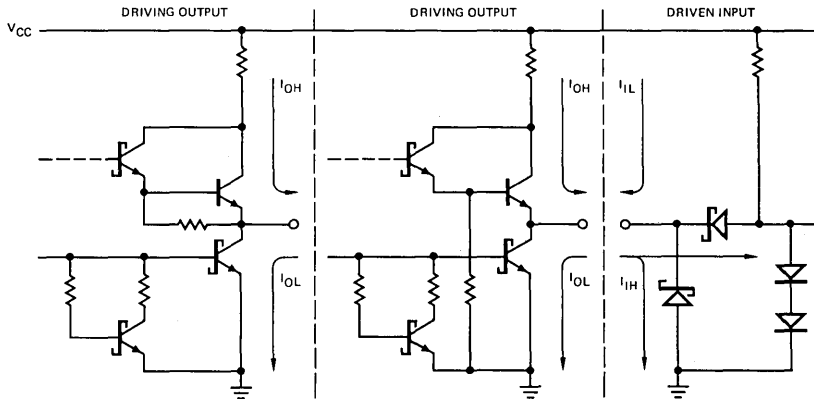 DRIVING OUTPUT
DRIVING OUTPUT
DRIVEN INPUT
VCC
IOH
IOH
IIL
IOL
IOL
IIH